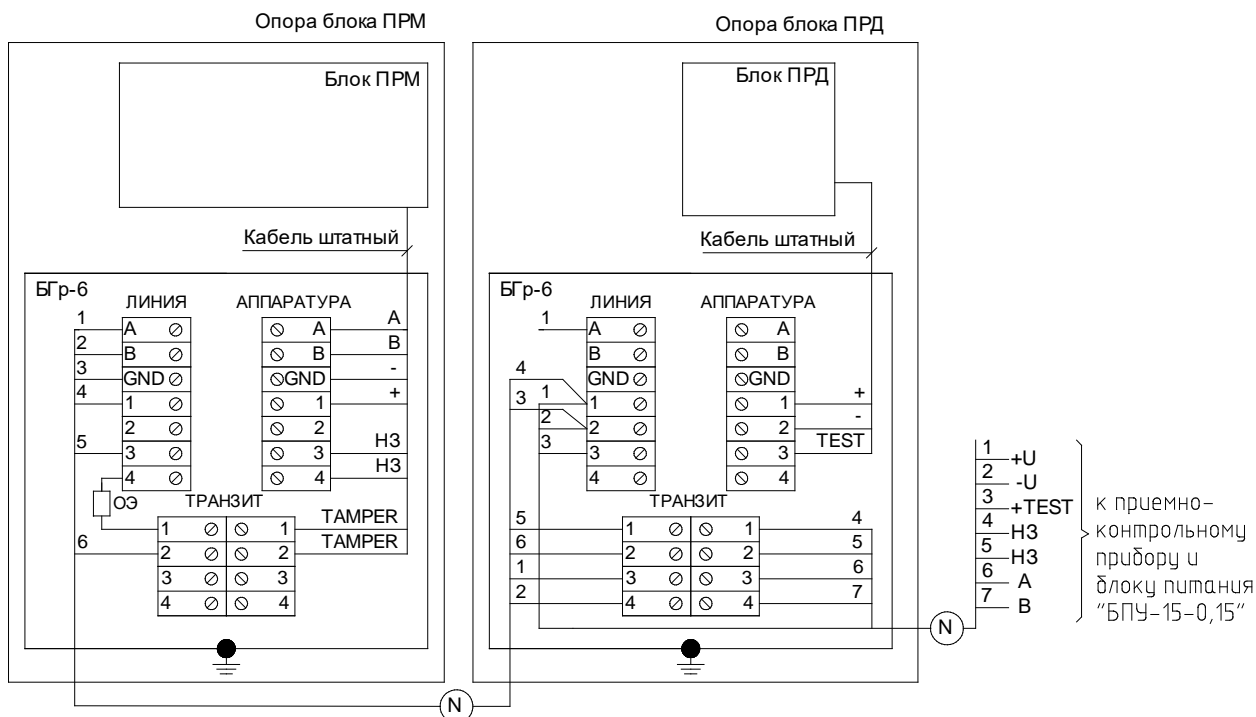 Опора блока ПРМ
Блок ПРМ
Кабель штатный
БГр-6
ЛИНИЯ
АППАРАТУРА
1
A
A
A
2
B
B
B
3
GND
GND
-
4
1
1
+
2
2
5
3
3
НЗ
4
4
НЗ
ОЭ
ТРАНЗИТ
1
1
TAMPER
6
2
2
TAMPER
3
3
4
4
N
Опора блока ПРД
Блок ПРД
Кабель штатный
БГр-6
ЛИНИЯ
АППАРАТУРА
1
A
A
B
B
4
GND
GND
3
1
1
1
+
2
2
2
-
3
3
3
TEST
4
4
ТРАНЗИТ
5
1
1
4
6
2
2
5
1
3
3
6
2
4
4
7
N
1
+U
2
-U
3
+TEST
4
НЗ
5
НЗ
6
A
7
B
к приемно-
контрольному
прибору и
блоку питания
"БПУ-15-0,15"